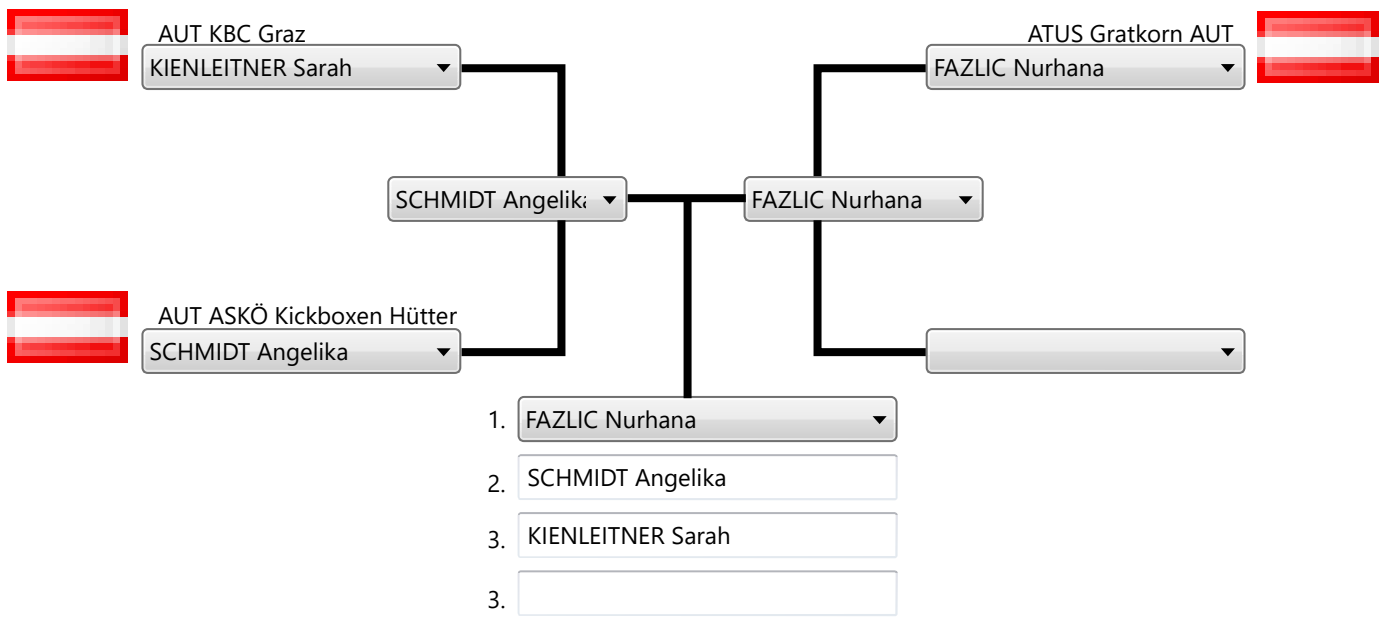 AUT KBC Graz
KIENLEITNER Sarah
ATUS Gratkorn AUT
FAZLIC Nurhana
SCHMIDT Angelika
FAZLIC Nurhana
AUT ASKÖ Kickboxen Hütter
SCHMIDT Angelika
1. FAZLIC Nurhana
2. SCHMIDT Angelika
3. KIENLEITNER Sarah
3.